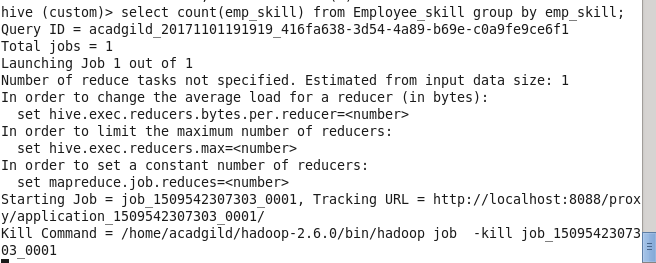 hive (custom)> select count(emp_skill) from Employee_skill group by emp_skill;
Query ID = acadgild_20171101191919_416fa638-3d54-4a89-b69e-c0a9fe9ce6f1
Total jobs = 1
Launching Job 1 out of 1
Number of reduce tasks not specified. Estimated from input data size: 1
In order to change the average load for a reducer (in bytes):
  set hive.exec.reducers.bytes.per.reducer=<number>
In order to limit the maximum number of reducers:
  set hive.exec.reducers.max=<number>
In order to set a constant number of reducers:
  set mapreduce.job.reduces=<number>
Starting Job = job_1509542307303_0001, Tracking URL = http://localhost:8088/prox
y/application_1509542307303_0001/
Kill Command = /home/acadgild/hadoop-2.6.0/bin/hadoop job  -kill job_15095423073
03_0001